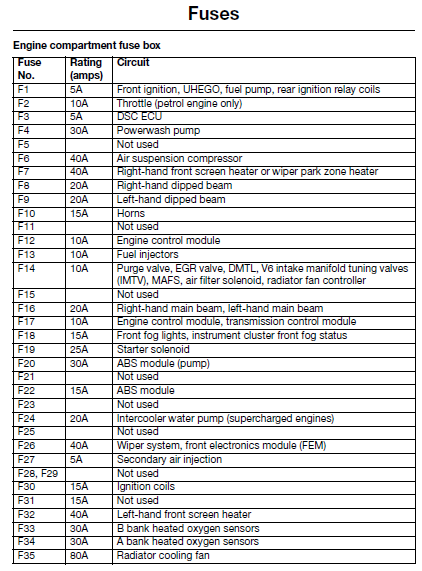 Fuses
Engine compartment fuse box
Fuse No. Rating (amps) Circuit
F1 5A Front ignition, UHEGO, fuel pump, rear ignition relay coils
F2 10A Throttle (petrol engine only)
F3 5A DSC ECU
F4 30A Powerwash pump
F5 Not used
F6 40A Air suspension compressor
F7 40A Right-hand front screen heater or wiper park zone heater
F8 20A Right-hand dipped beam
F9 20A Left-hand dipped beam
F10 15A Horns
F11 Not used
F12 10A Engine control module
F13 10A Fuel injectors
F14 10A Purge valve, EGR valve, DMTL, V6 intake manifold tuning valves
(IMTV), MAFS, air filter solenoid, radiator fan controller
F15 Not used
F16 20A Right-hand main beam, left-hand main beam
F17 10A Engine control module, transmission control module
F18 15A Front fog lights, instrument cluster front fog status
F19 25A Starter solenoid
F20 30A ABS module (pump)
F21 Not used
F22 15A ABS module
F23 Not used
F24 20A Intercooler water pump (supercharged engines)
F25 Not used
F26 40A Wiper system, front electronics module (FEM)
F27 5A Secondary air injection
F28, F29 Not used
F30 15A Ignition coils
F31 15A Not used
F32 40A Left-hand front screen heater
F33 30A B bank heated oxygen sensors
F34 30A A bank heated oxygen sensors
F35 80A Radiator cooling fan